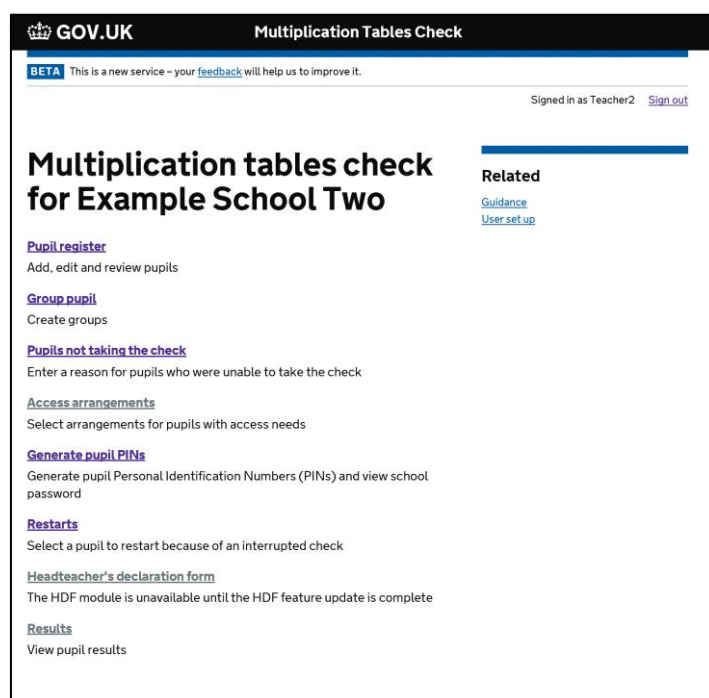 GOV.UK Multiplication Tables Check
BETA This is a new service – your feedback will help us to improve it.
Signed in as Teacher2 Sign out
Multiplication tables check
for Example School Two
Related
Guidance
User set up
Pupil register
Add, edit and review pupils
Group pupil
Create groups
Pupils not taking the check
Enter a reason for pupils who were unable to take the check
Access arrangements
Select arrangements for pupils with access needs
Generate pupil PINs
Generate pupil Personal Identification Numbers (PINs) and view school
password
Restarts
Select a pupil to restart because of an interrupted check
Headteacher's declaration form
The HDF module is unavailable until the HDF feature update is complete
Results
View pupil results